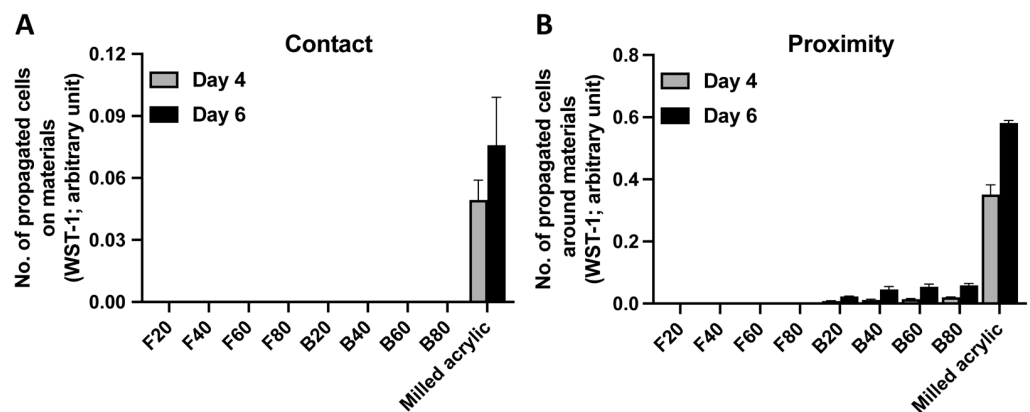 A
Contact
No. of propagated cells
on materials
(WST-1; arbitrary unit)
0.12
0.09
0.06
0.03
0.00
Day 4
Day 6
F20
F40
F60
F80
B20
B40
B60
B80
Milled acrylic
B
Proximity
No. of propagated cells
around materials
(WST-1; arbitrary unit)
0.8
0.6
0.4
0.2
0.0
Day 4
Day 6
F20
F40
F60
F80
B20
B40
B60
B80
Milled acrylic